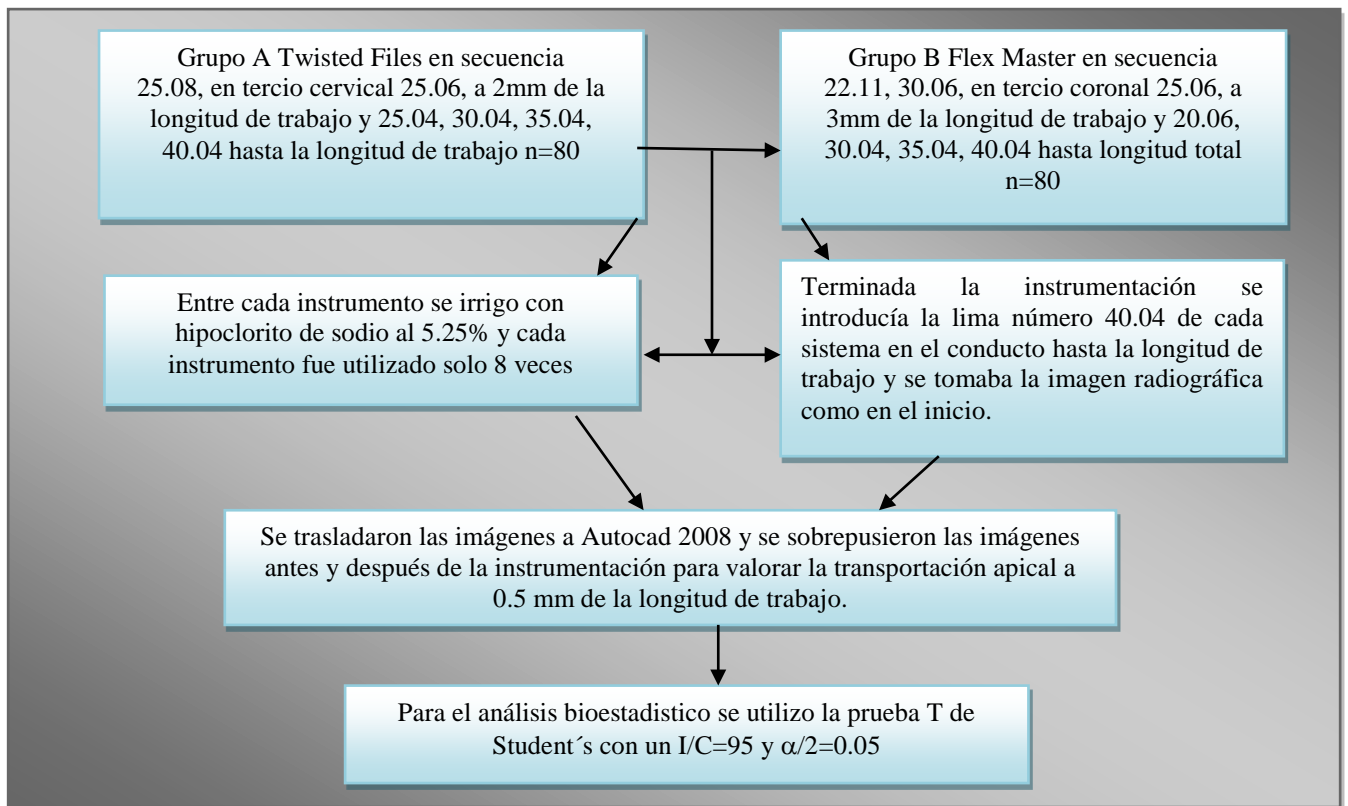 Grupo A Twisted Files en secuencia
25.08, en tercio cervical 25.06, a 2mm de la
longitud de trabajo y 25.04, 30.04, 35.04,
40.04 hasta la longitud de trabajo n=80
Grupo B Flex Master en secuencia
22.11, 30.06, en tercio coronal 25.06, a
3mm de la longitud de trabajo y 20.06,
30.04, 35.04, 40.04 hasta longitud total
n=80
Entre cada instrumento se irrigo con
hipoclorito de sodio al 5.25% y cada
instrumento fue utilizado solo 8 veces
Terminada la instrumentación se
introducía la lima número 40.04 de cada
sistema en el conducto hasta la longitud de
trabajo y se tomaba la imagen radiográfica
como en el inicio.
Se trasladaron las imágenes a Autocad 2008 y se sobrepusieron las imágenes
antes y después de la instrumentación para valorar la transportación apical a
0.5 mm de la longitud de trabajo.
Para el análisis bioestadistico se utilizo la prueba T de
Student´s con un I/C=95 y α/2=0.05